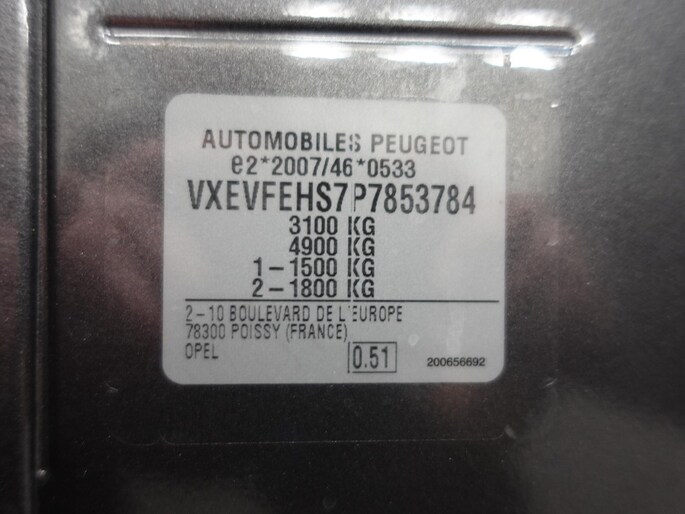 AUTOMOBILES PEUGEOT
e2*2007/46*0533
VXEVFEHS7P7853784
3100 KG
4900 KG
1-1500 KG
2-1800 KG
2-10 BOULEVARD DE L'EUROPE
78300 POISSY (FRANCE)
OPEL 0.51 200656692